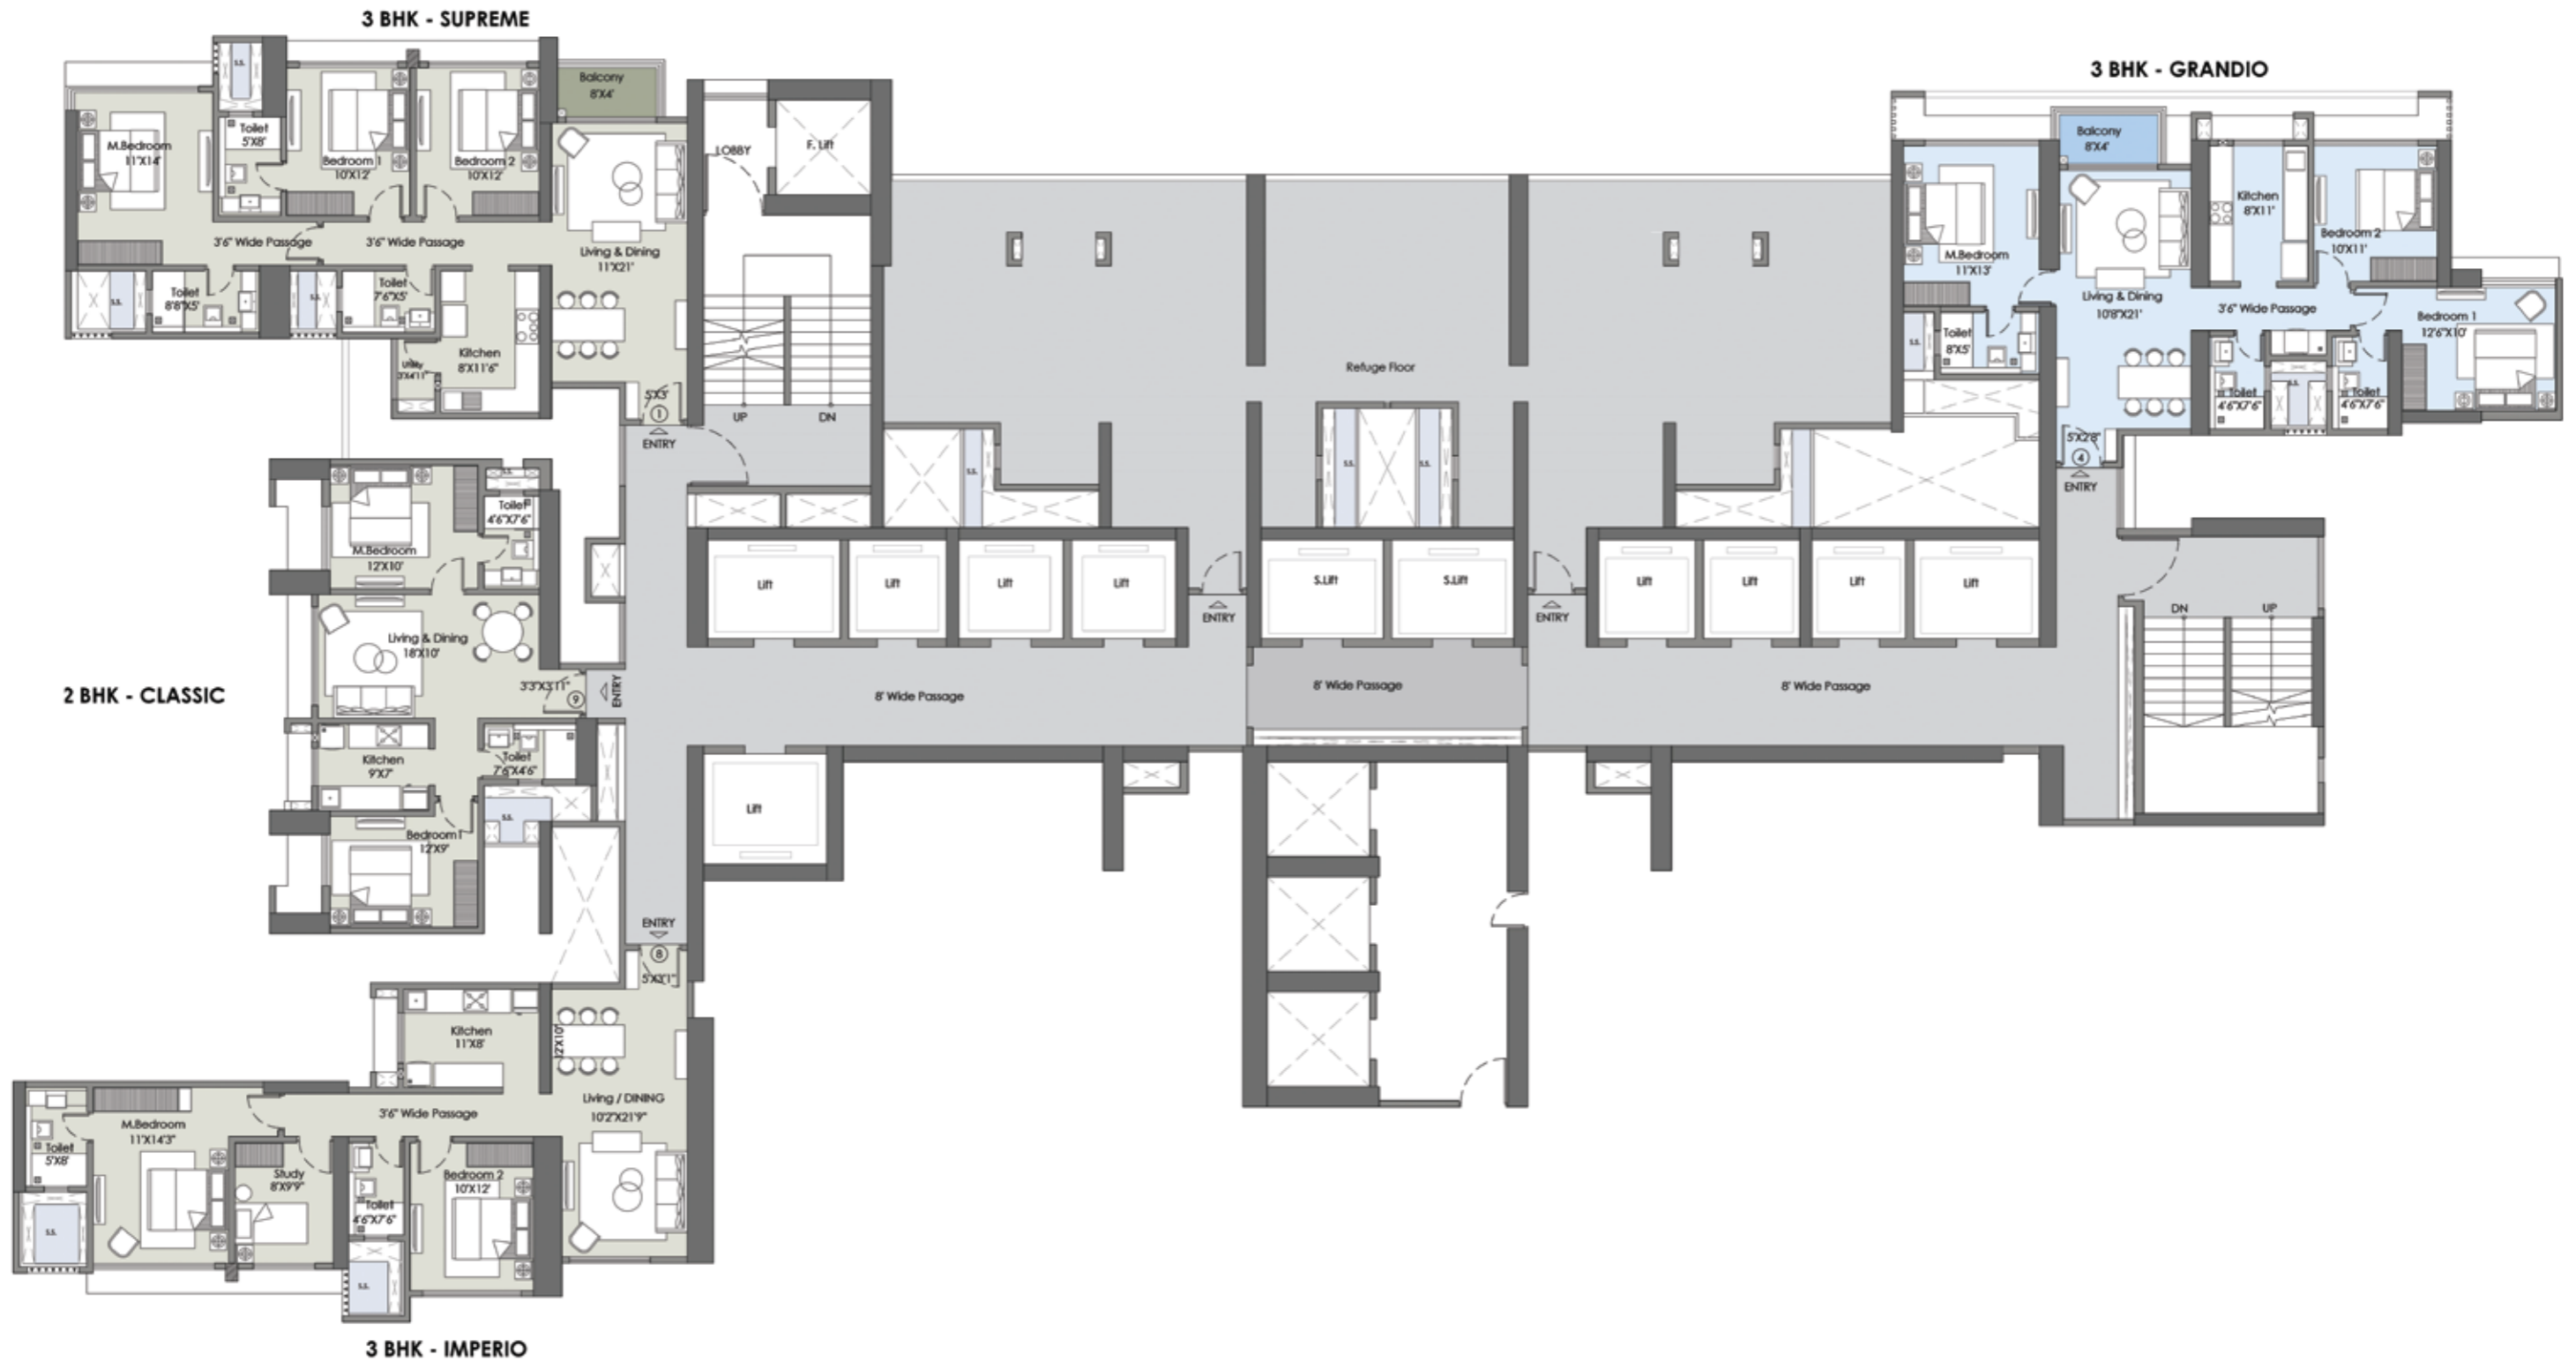 3 BHK - SUPREME
S.S.
Balcony
8'X4'
M.Bedroom
11'X14'
Toilet
5'X8'
Bedroom 1
10'X12'
Bedroom 2
10'X12'
3'6" Wide Passage
3'6" Wide Passage
Living & Dining
11'X21'
S.S.
Toilet
8'8"X5'
S.S.
Toilet
7'6"X5'
Kitchen
8'X11'6"
Utility
3'X4'11"
5'X3'
1
ENTRY
LOBBY
F. Lift
UP
DN
3 BHK - GRANDIO
Balcony
8'X4'
M.Bedroom
11'X13'
Kitchen
8'X11'
Bedroom 2
10'X11'
Living & Dining
10'8"X21'
3'6" Wide Passage
Bedroom 1
12'6"X10'
S.S.
Toilet
8'X5'
Toilet
4'6"X7'6"
S.S.
Toilet
4'6"X7'6"
5'X2'8"
4
ENTRY
Refuge Floor
S.S.
S.S.
S.S.
Lift
Lift
Lift
Lift
S.Lift
S.Lift
Lift
Lift
Lift
Lift
ENTRY
ENTRY
DN
UP
8' Wide Passage
8' Wide Passage
8' Wide Passage
Lift
2 BHK - CLASSIC
S.S.
Toilet
4'6"X7'6"
M.Bedroom
12'X10'
Living & Dining
18'X10'
3'3"X3'11"
9
ENTRY
Kitchen
9'X7'
Toilet
7'6"X4'6"
Bedroom1
12'X9'
S.S.
ENTRY
8
5'X3'1"
Kitchen
11'X8'
12'X10'
Living / DINING
10'2"X21'9"
3'6" Wide Passage
M.Bedroom
11'X14'3"
Toilet
5'X8'
Study
8'X9'9"
Toilet
4'6"X7'6"
Bedroom 2
10'X12'
S.S.
S.S.
3 BHK - IMPERIO